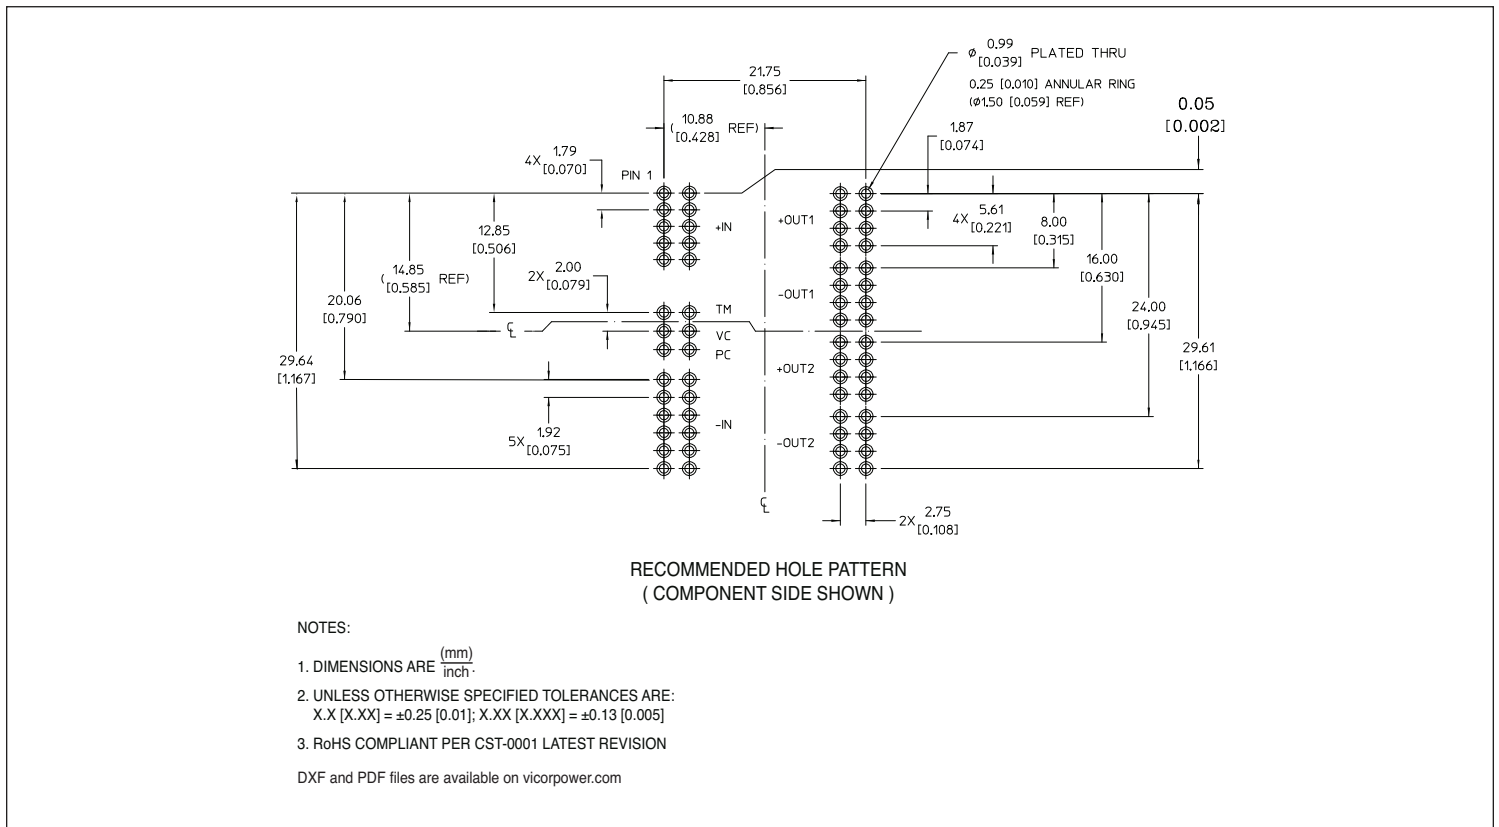 ø 0.99 PLATED THRU
[0.039]
0.25 [0.010] ANNULAR RING
(ø1.50 [0.059] REF)
21.75
[0.856]
0.05
[0.002]
( 10.88 REF)
[0.428]
1.87
[0.074]
4X 1.79
[0.070]
PIN 1
+IN
+OUT1
4X 5.61
[0.221]
8.00
[0.315]
12.85
[0.506]
16.00
[0.630]
( 14.85 REF)
[0.585]
2X 2.00
[0.079]
20.06
[0.790]
-OUT1
24.00
[0.945]
TM
VC
PC
29.64
[1.167]
29.61
[1.166]
+OUT2
5X 1.92
[0.075]
-IN
-OUT2
2X 2.75
[0.108]
RECOMMENDED HOLE PATTERN
( COMPONENT SIDE SHOWN )
NOTES:
1. DIMENSIONS ARE (mm)
inch.
2. UNLESS OTHERWISE SPECIFIED TOLERANCES ARE:
X.X [X.XX] = ±0.25 [0.01]; X.XX [X.XXX] = ±0.13 [0.005]
3. RoHS COMPLIANT PER CST-0001 LATEST REVISION
DXF and PDF files are available on vicorpower.com